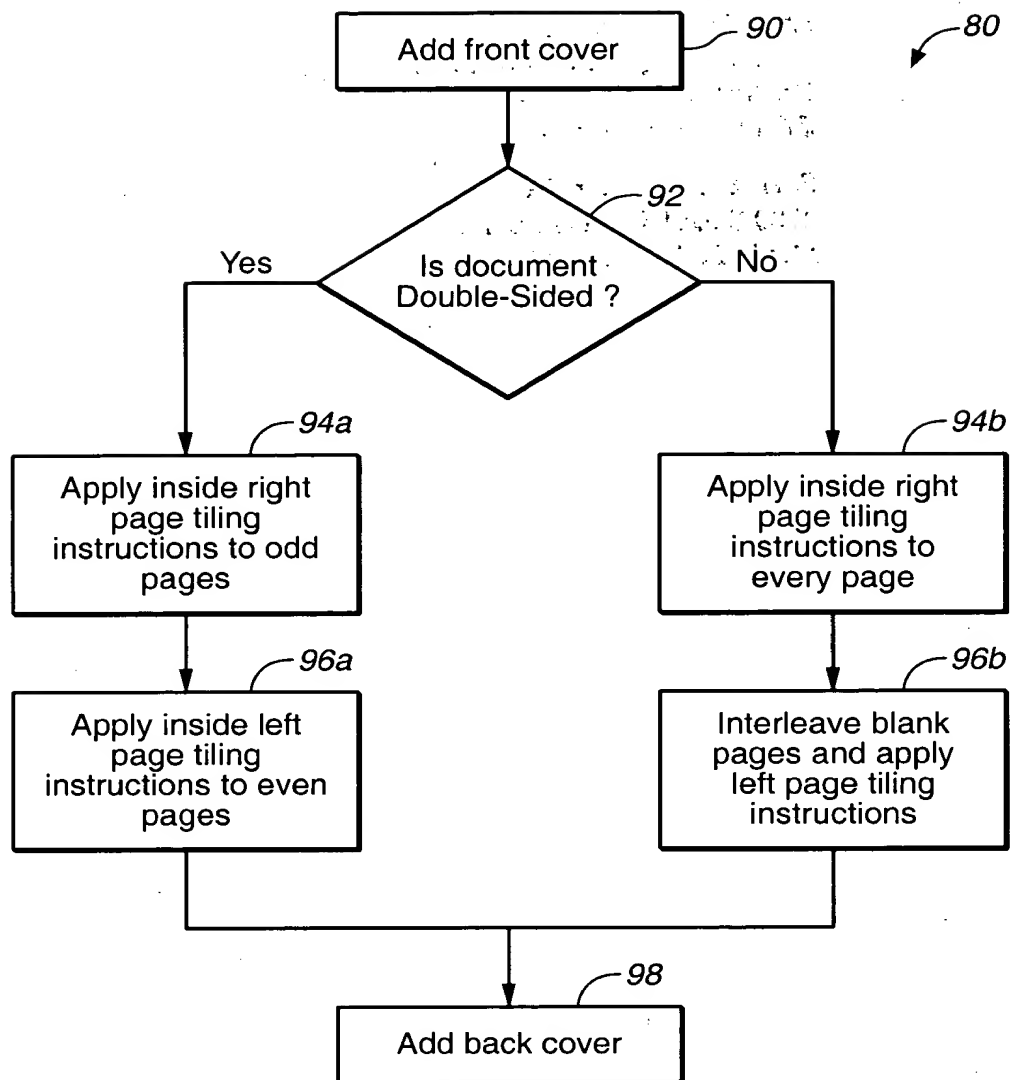 Add front cover
90
80
92
Is document
Double-Sided ?
Yes
No
94a
94b
Apply inside right
page tiling
instructions to odd
pages
Apply inside right
page tiling
instructions to
every page
96a
96b
Apply inside left
page tiling
instructions to even
pages
Interleave blank
pages and apply
left page tiling
instructions
98
Add back cover